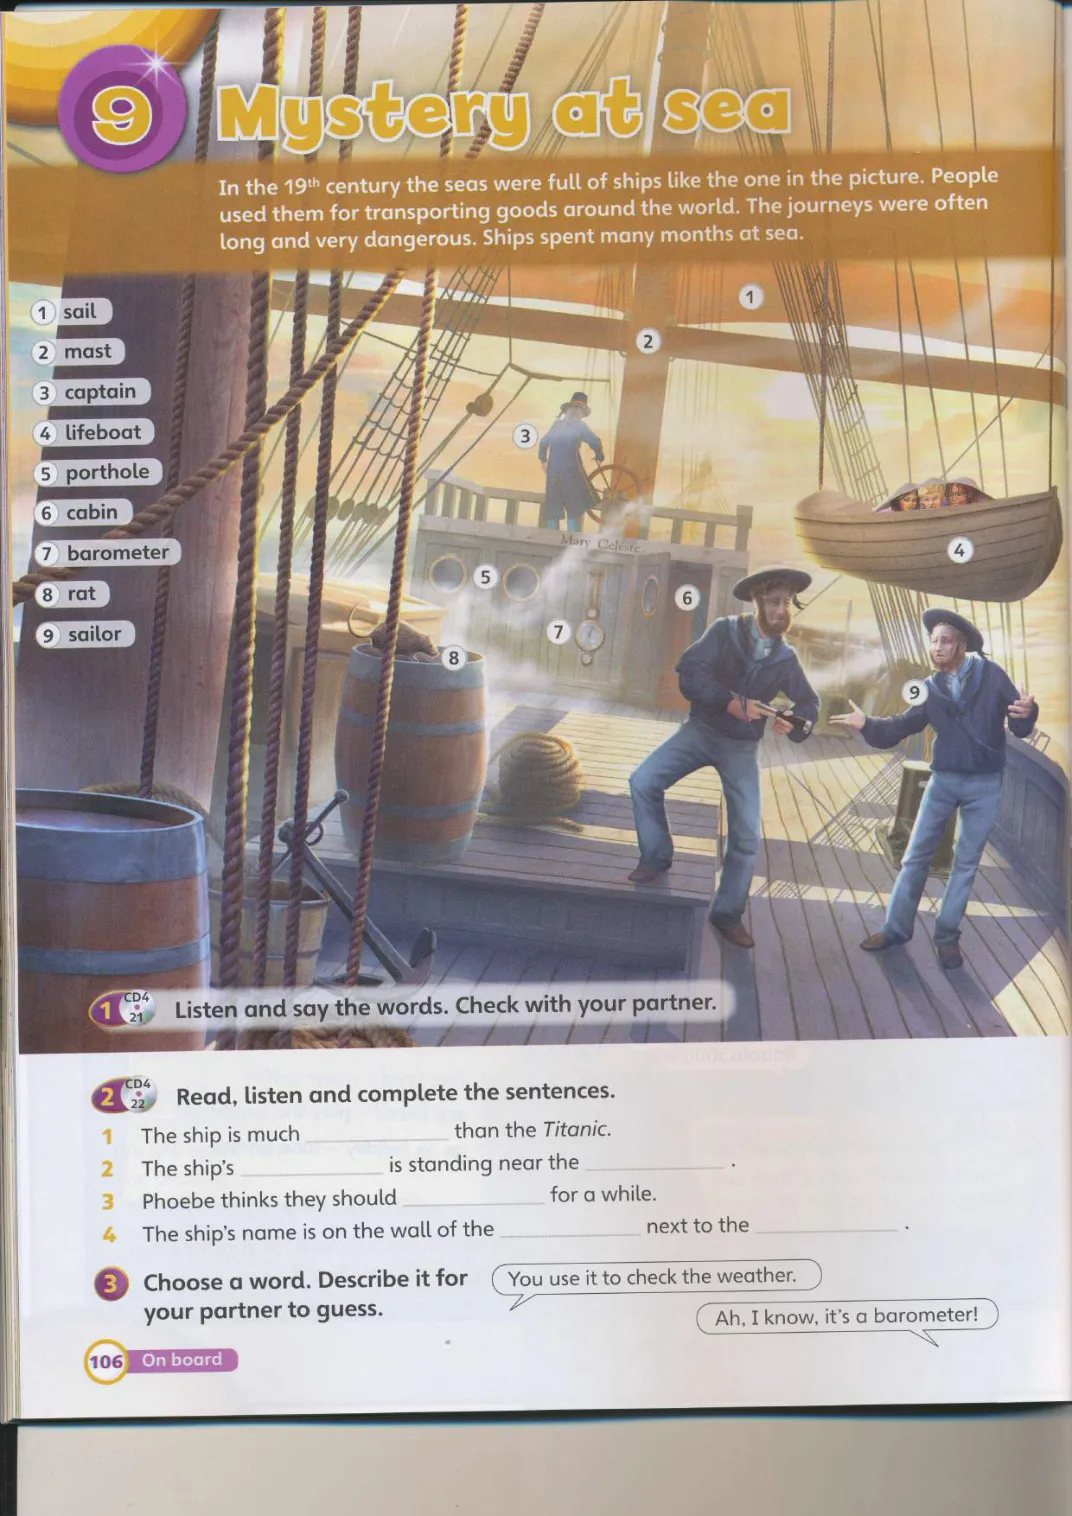 9
Mystery at sea
In the 19th century the seas were full of ships like the one in the picture. People
used them for transporting goods around the world. The journeys were often
long and very dangerous. Ships spent many months at sea.
1 sail
2 mast
3 captain
4 lifeboat
5 porthole
6 cabin
7 barometer
8 rat
9 sailor
1
2
3
4
Mary Celeste
5
6
7
8
9
1 CD4 21 Listen and say the words. Check with your partner.
2 CD4 22 Read, listen and complete the sentences.
1 The ship is much ____________ than the Titanic.
2 The ship's ____________ is standing near the ____________ .
3 Phoebe thinks they should ____________ for a while.
4 The ship's name is on the wall of the ____________ next to the ____________ .
3 Choose a word. Describe it for
your partner to guess.
You use it to check the weather.
Ah, I know, it's a barometer!
106 On board